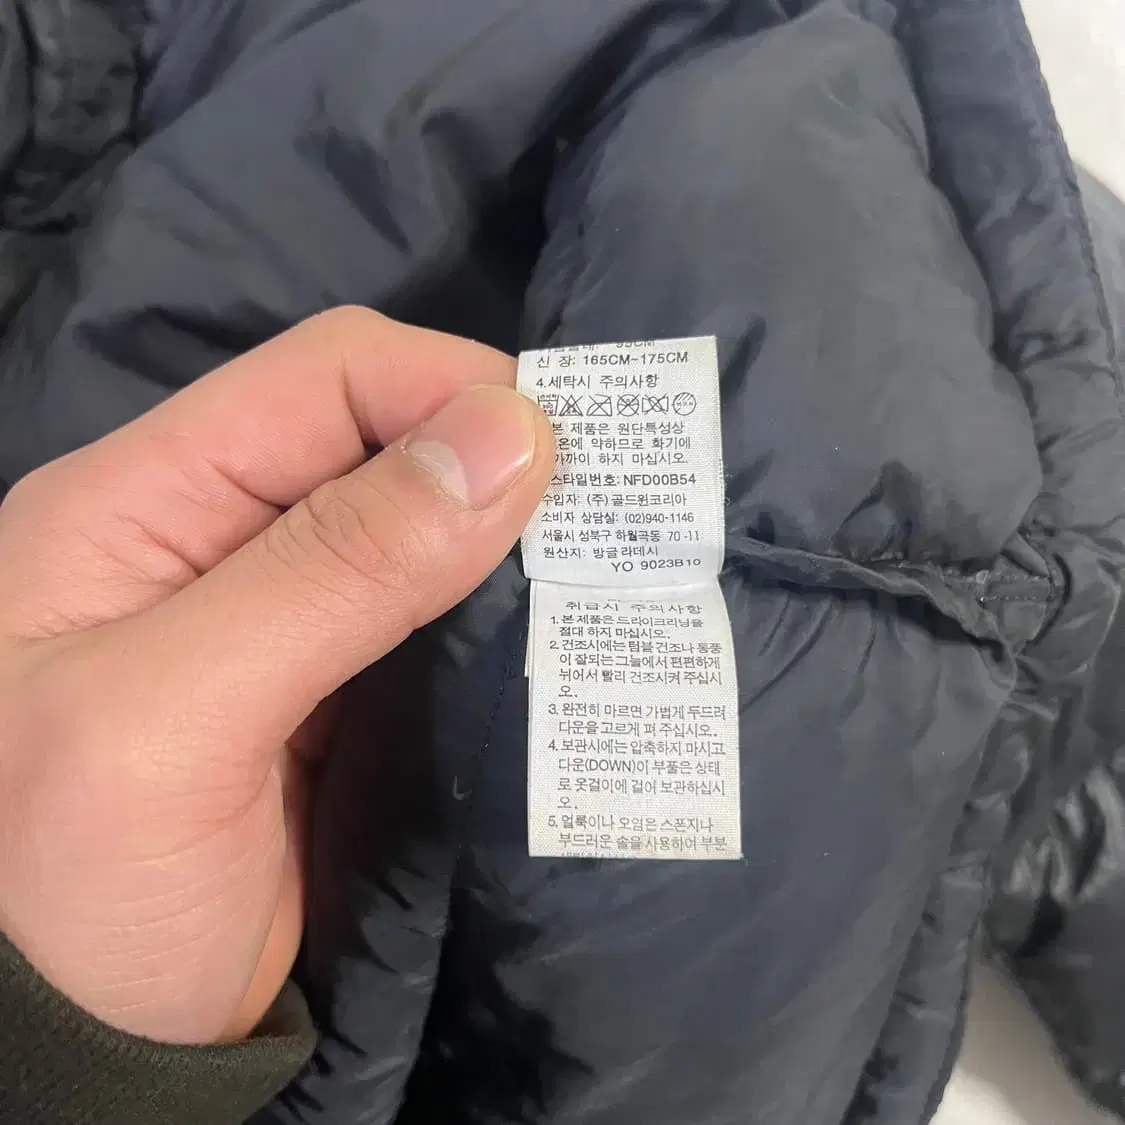 95CM
신 장: 165CM~175CM
4.세탁시 주의사항
본 제품은 원단특성상
온에 약하므로 화기에
가까이 하지 마십시오.
스타일번호: NFD00B54
수입자: (주)골드윈코리아
소비자 상담실: (02)940-1146
서울시 성북구 하월곡동 70-11
원산지: 방글라데시
YO 9023B10
취급시 주의사항
1. 본 제품은 드라이크리닝을
절대 하지 마십시오.
2. 건조시에는 텀블 건조나 통풍
이 잘되는 그늘에서 편편하게
뉘어서 빨리 건조시켜 주십시
오.
3. 완전히 마르면 가볍게 두드려
다운을 고르게 펴 주십시오.
4. 보관시에는 압축하지 마시고
다운(DOWN)이 부풀은 상태
로 옷걸이에 걸어 보관하십시
오.
5. 얼룩이나 오염은 스폰지나
부드러운 솔을 사용하여 부분